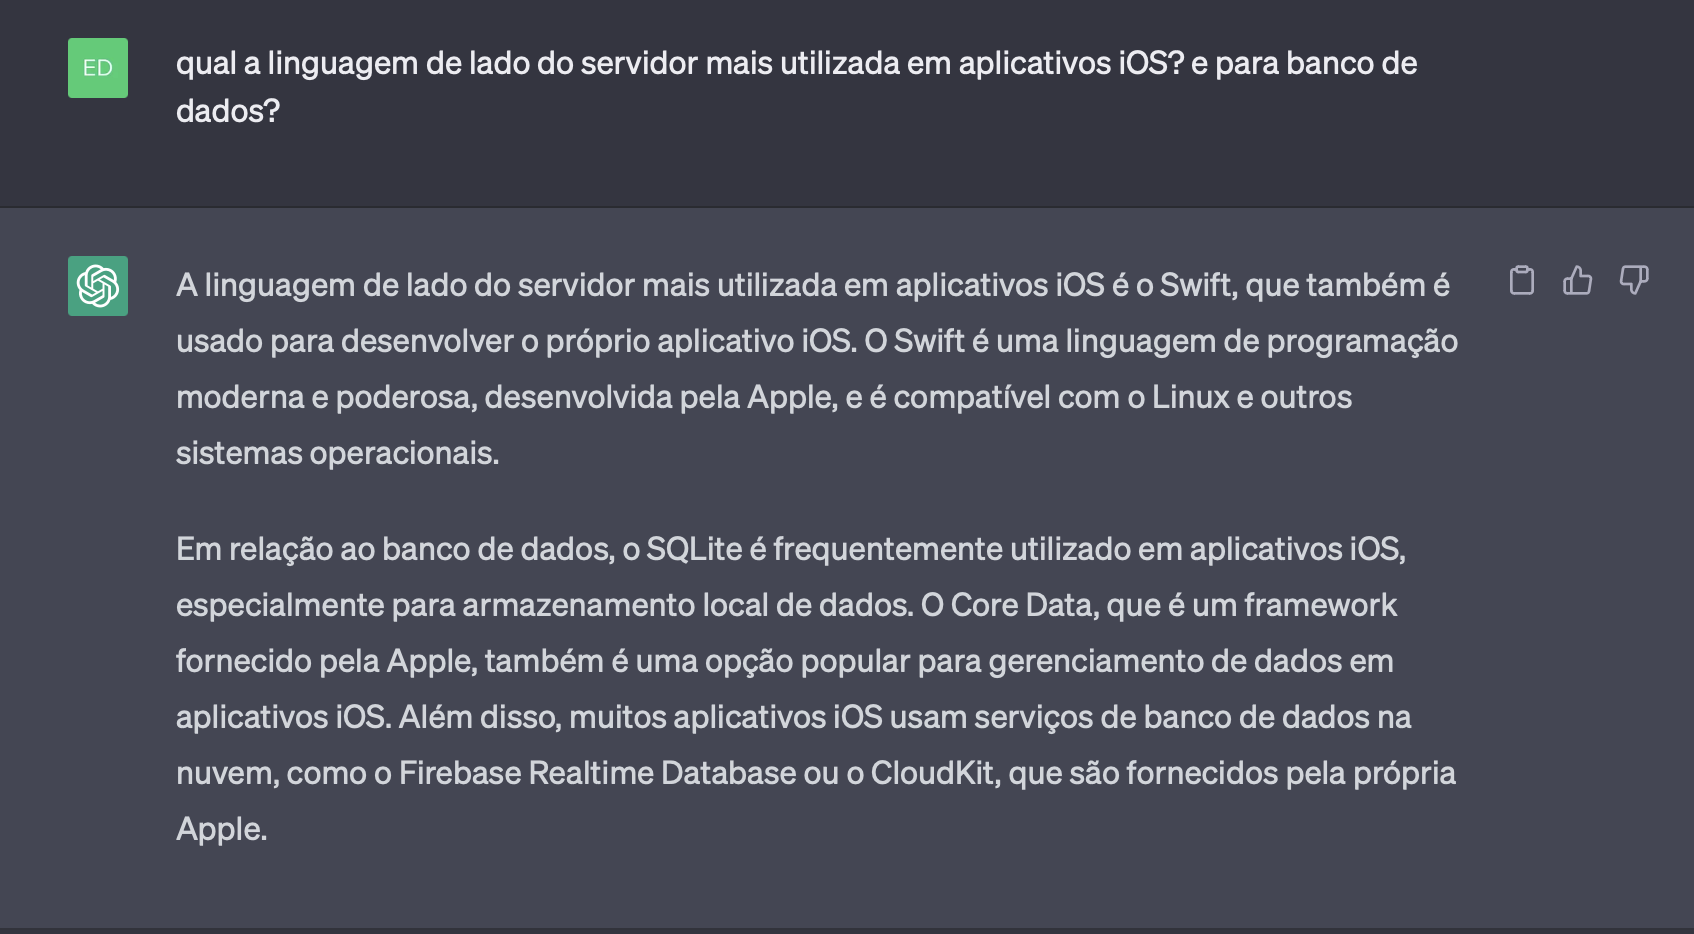 ED
qual a linguagem de lado do servidor mais utilizada em aplicativos iOS? e para banco de
dados?
A linguagem de lado do servidor mais utilizada em aplicativos iOS é o Swift, que também é
usado para desenvolver o próprio aplicativo iOS. O Swift é uma linguagem de programação
moderna e poderosa, desenvolvida pela Apple, e é compatível com o Linux e outros
sistemas operacionais.
Em relação ao banco de dados, o SQLite é frequentemente utilizado em aplicativos iOS,
especialmente para armazenamento local de dados. O Core Data, que é um framework
fornecido pela Apple, também é uma opção popular para gerenciamento de dados em
aplicativos iOS. Além disso, muitos aplicativos iOS usam serviços de banco de dados na
nuvem, como o Firebase Realtime Database ou o CloudKit, que são fornecidos pela própria
Apple.